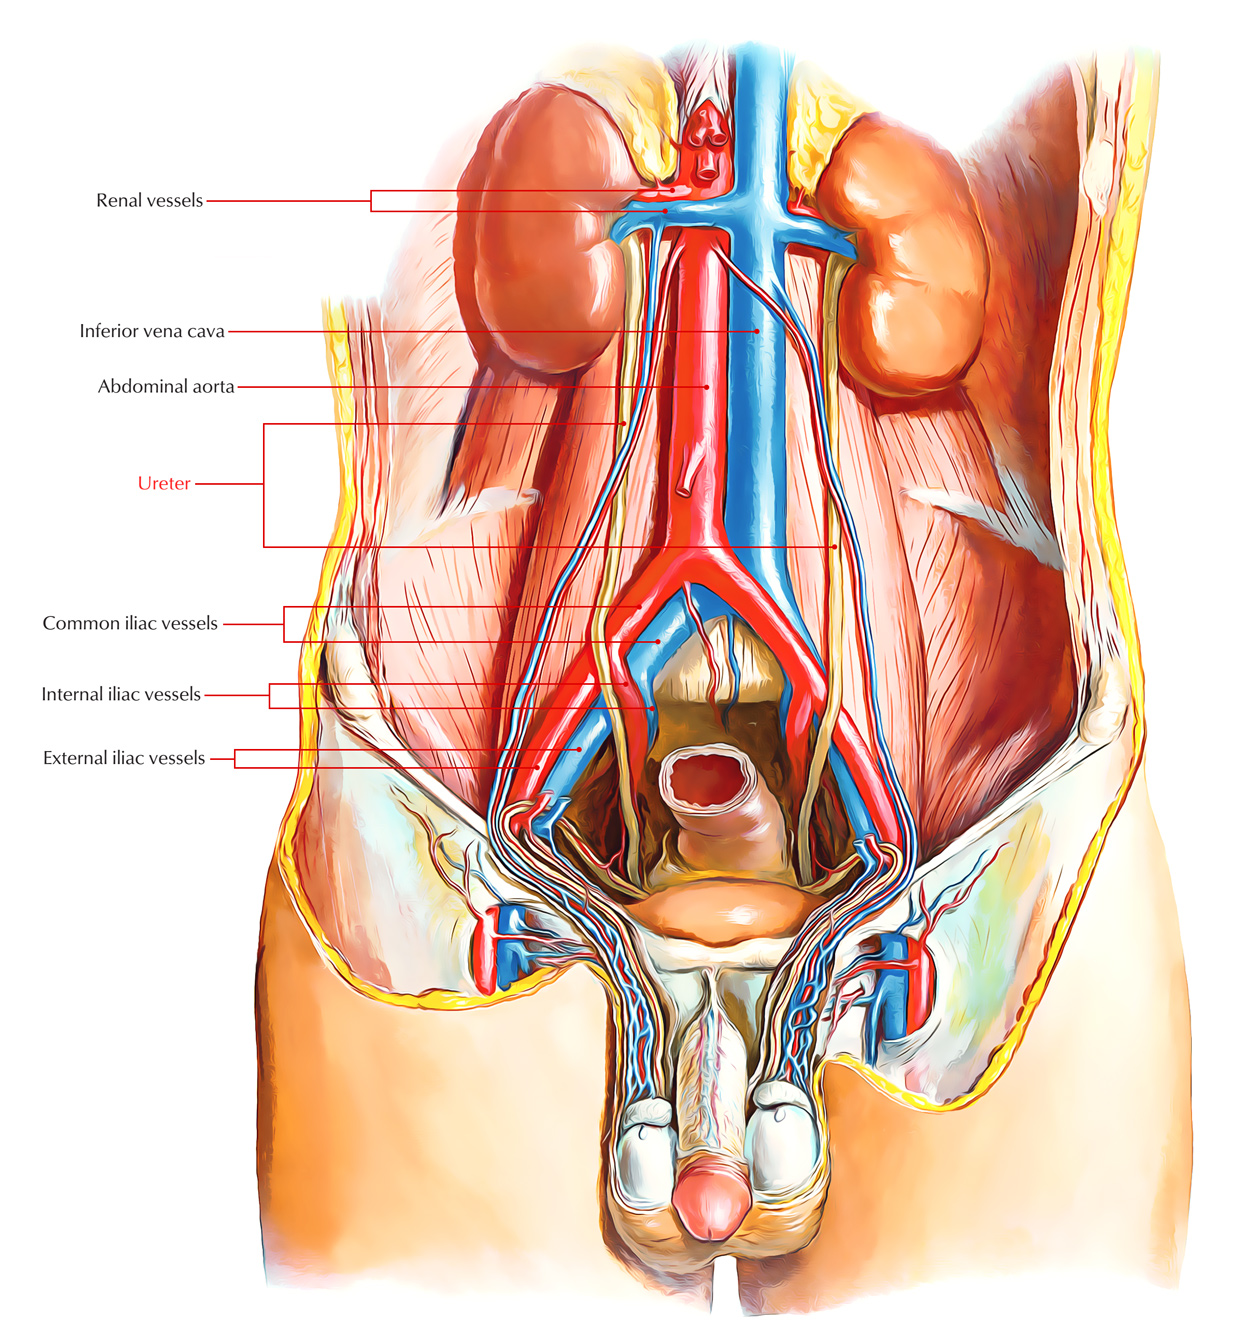 Renal vessels
Inferior vena cava
Abdominal aorta
Ureter
Common iliac vessels
Internal iliac vessels
External iliac vessels